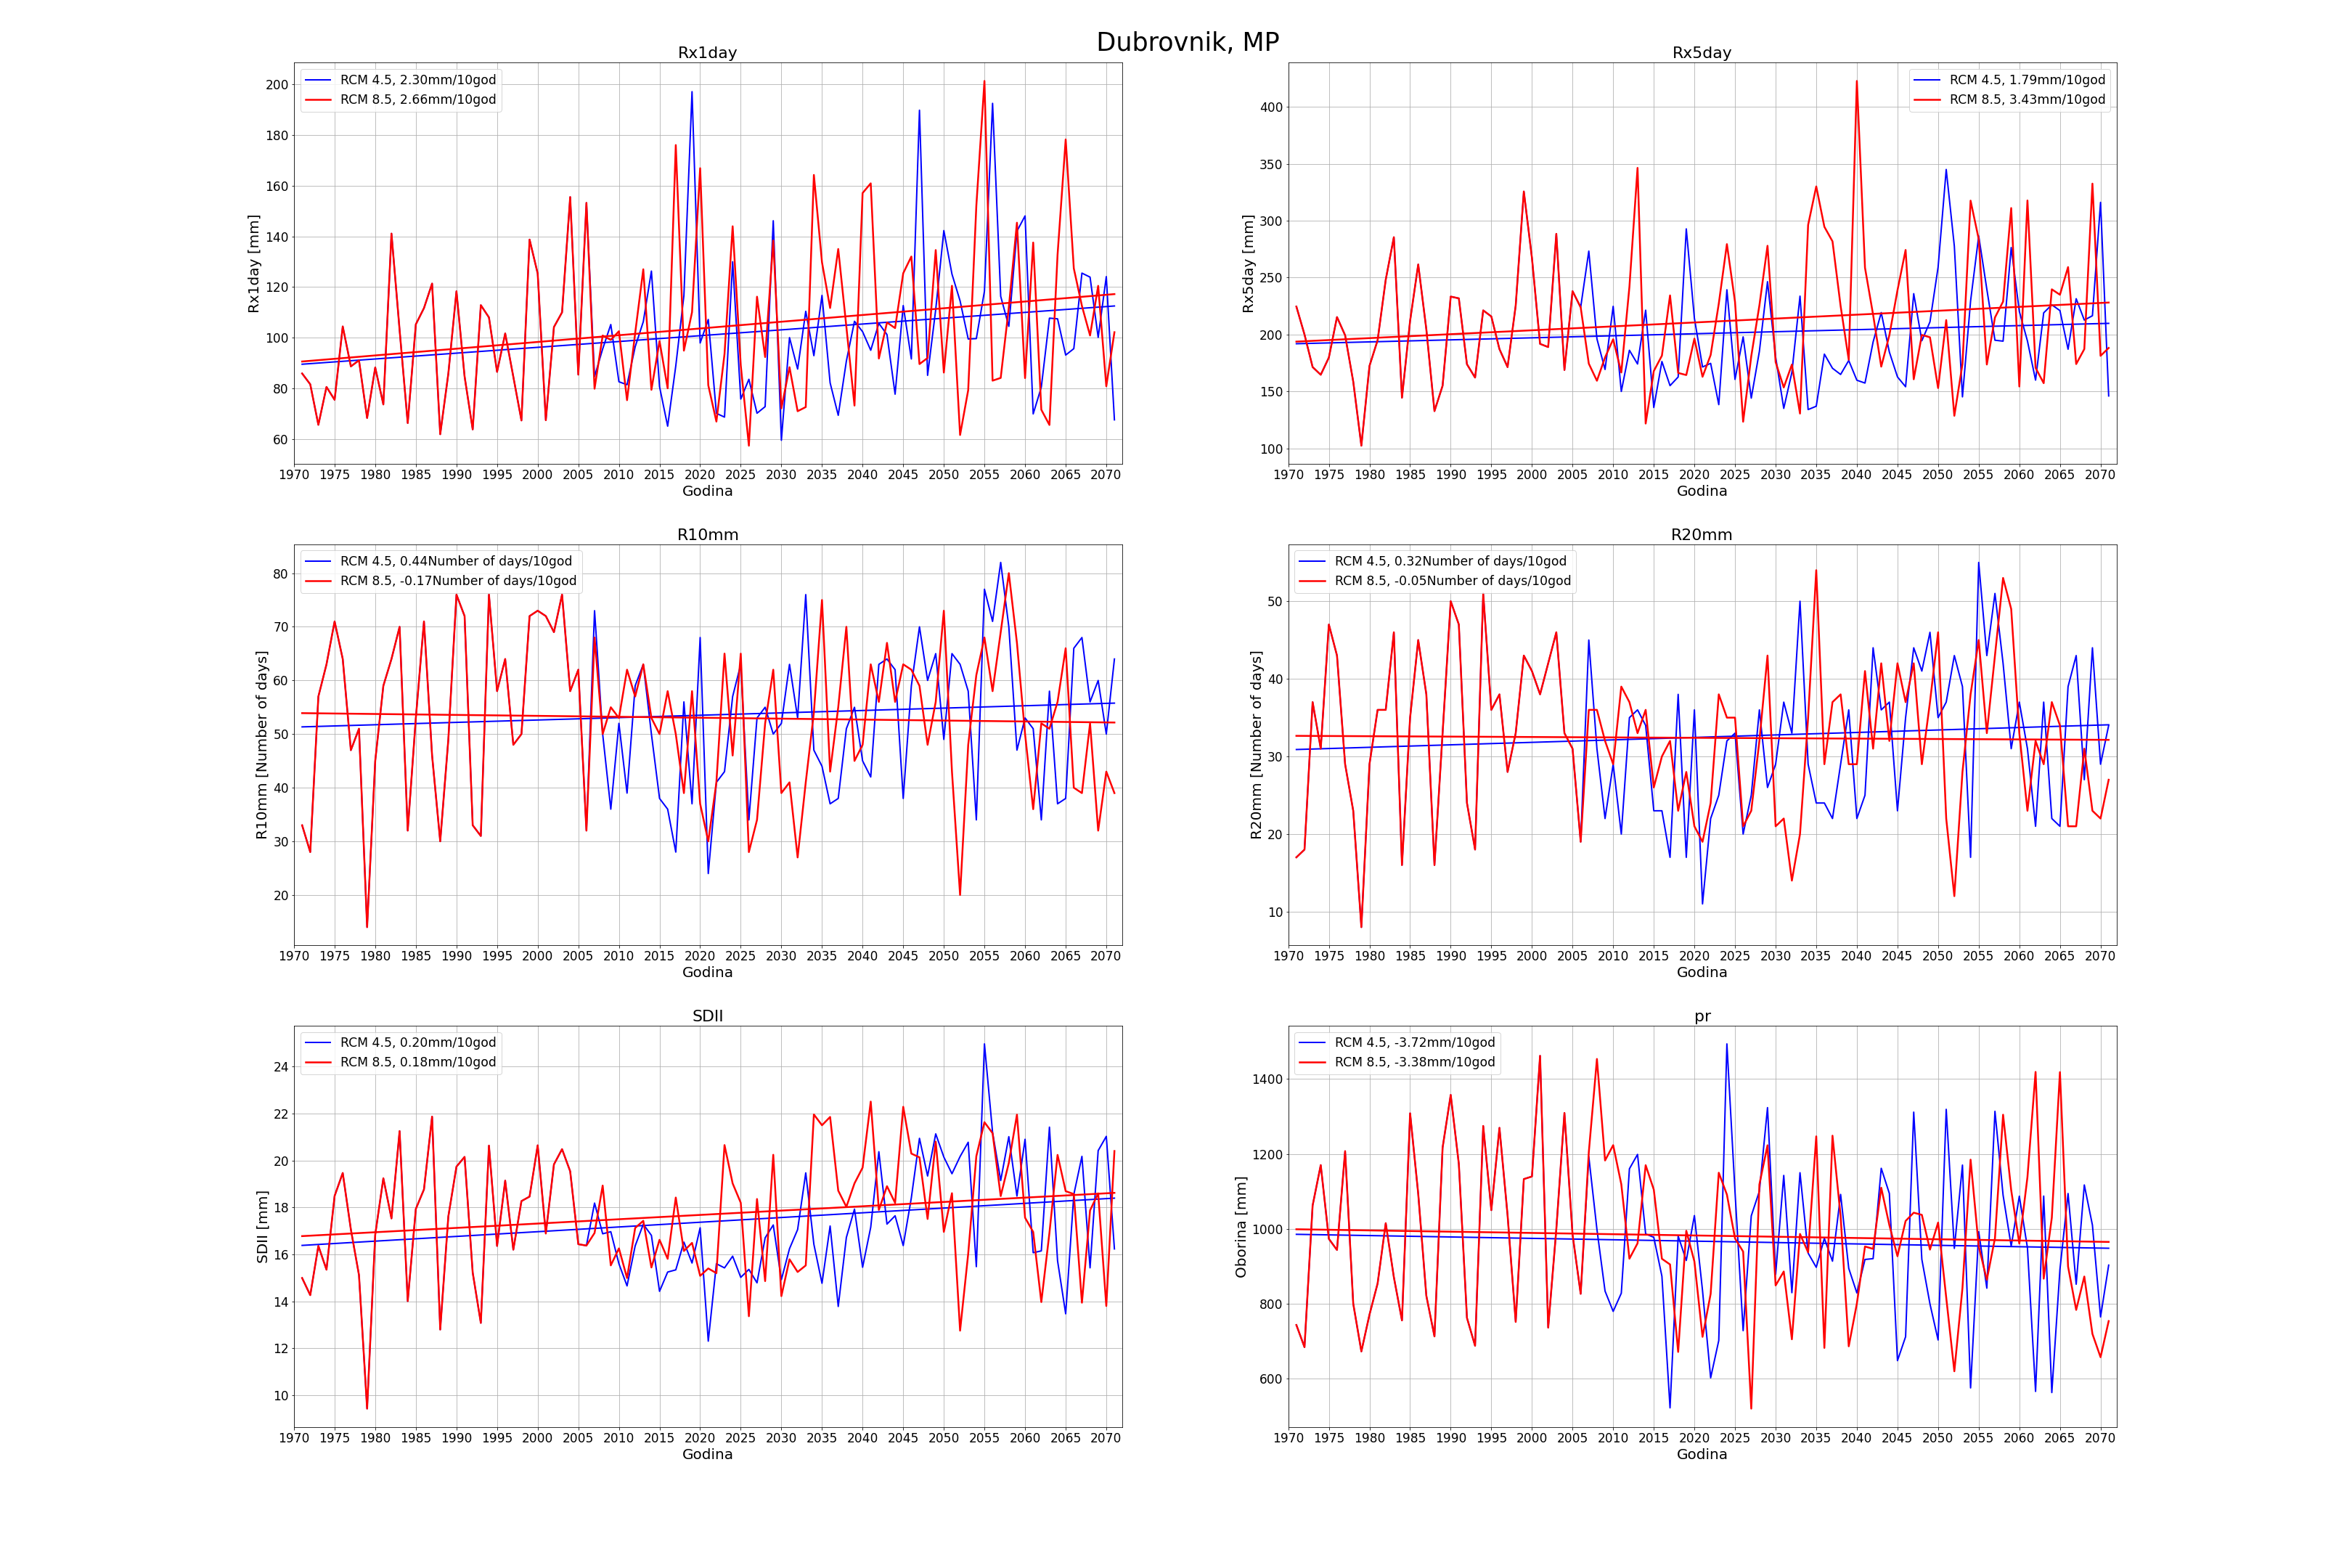 Dubrovnik, MP
Rx1day
RCM 4.5, 2.30mm/10god
RCM 8.5, 2.66mm/10god
Rx1day [mm]
200
180
160
140
120
100
80
60
1970 1975 1980 1985 1990 1995 2000 2005 2010 2015 2020 2025 2030 2035 2040 2045 2050 2055 2060 2065 2070
Godina
Rx5day
RCM 4.5, 1.79mm/10god
RCM 8.5, 3.43mm/10god
Rx5day [mm]
400
350
300
250
200
150
100
1970 1975 1980 1985 1990 1995 2000 2005 2010 2015 2020 2025 2030 2035 2040 2045 2050 2055 2060 2065 2070
Godina
R10mm
RCM 4.5, 0.44Number of days/10god
RCM 8.5, -0.17Number of days/10god
R10mm [Number of days]
80
70
60
50
40
30
20
1970 1975 1980 1985 1990 1995 2000 2005 2010 2015 2020 2025 2030 2035 2040 2045 2050 2055 2060 2065 2070
Godina
R20mm
RCM 4.5, 0.32Number of days/10god
RCM 8.5, -0.05Number of days/10god
R20mm [Number of days]
50
40
30
20
10
1970 1975 1980 1985 1990 1995 2000 2005 2010 2015 2020 2025 2030 2035 2040 2045 2050 2055 2060 2065 2070
Godina
SDII
RCM 4.5, 0.20mm/10god
RCM 8.5, 0.18mm/10god
SDII [mm]
24
22
20
18
16
14
12
10
1970 1975 1980 1985 1990 1995 2000 2005 2010 2015 2020 2025 2030 2035 2040 2045 2050 2055 2060 2065 2070
Godina
pr
RCM 4.5, -3.72mm/10god
RCM 8.5, -3.38mm/10god
Oborina [mm]
1400
1200
1000
800
600
1970 1975 1980 1985 1990 1995 2000 2005 2010 2015 2020 2025 2030 2035 2040 2045 2050 2055 2060 2065 2070
Godina